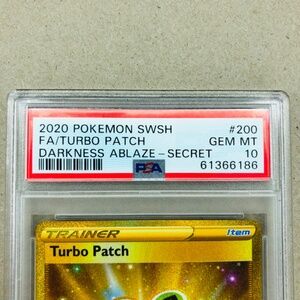 2020 POKEMON SWSH #200
FA/TURBO PATCH GEM MT
DARKNESS ABLAZE-SECRET 10
PSA 61366186
TRAINER Item
Turbo Patch